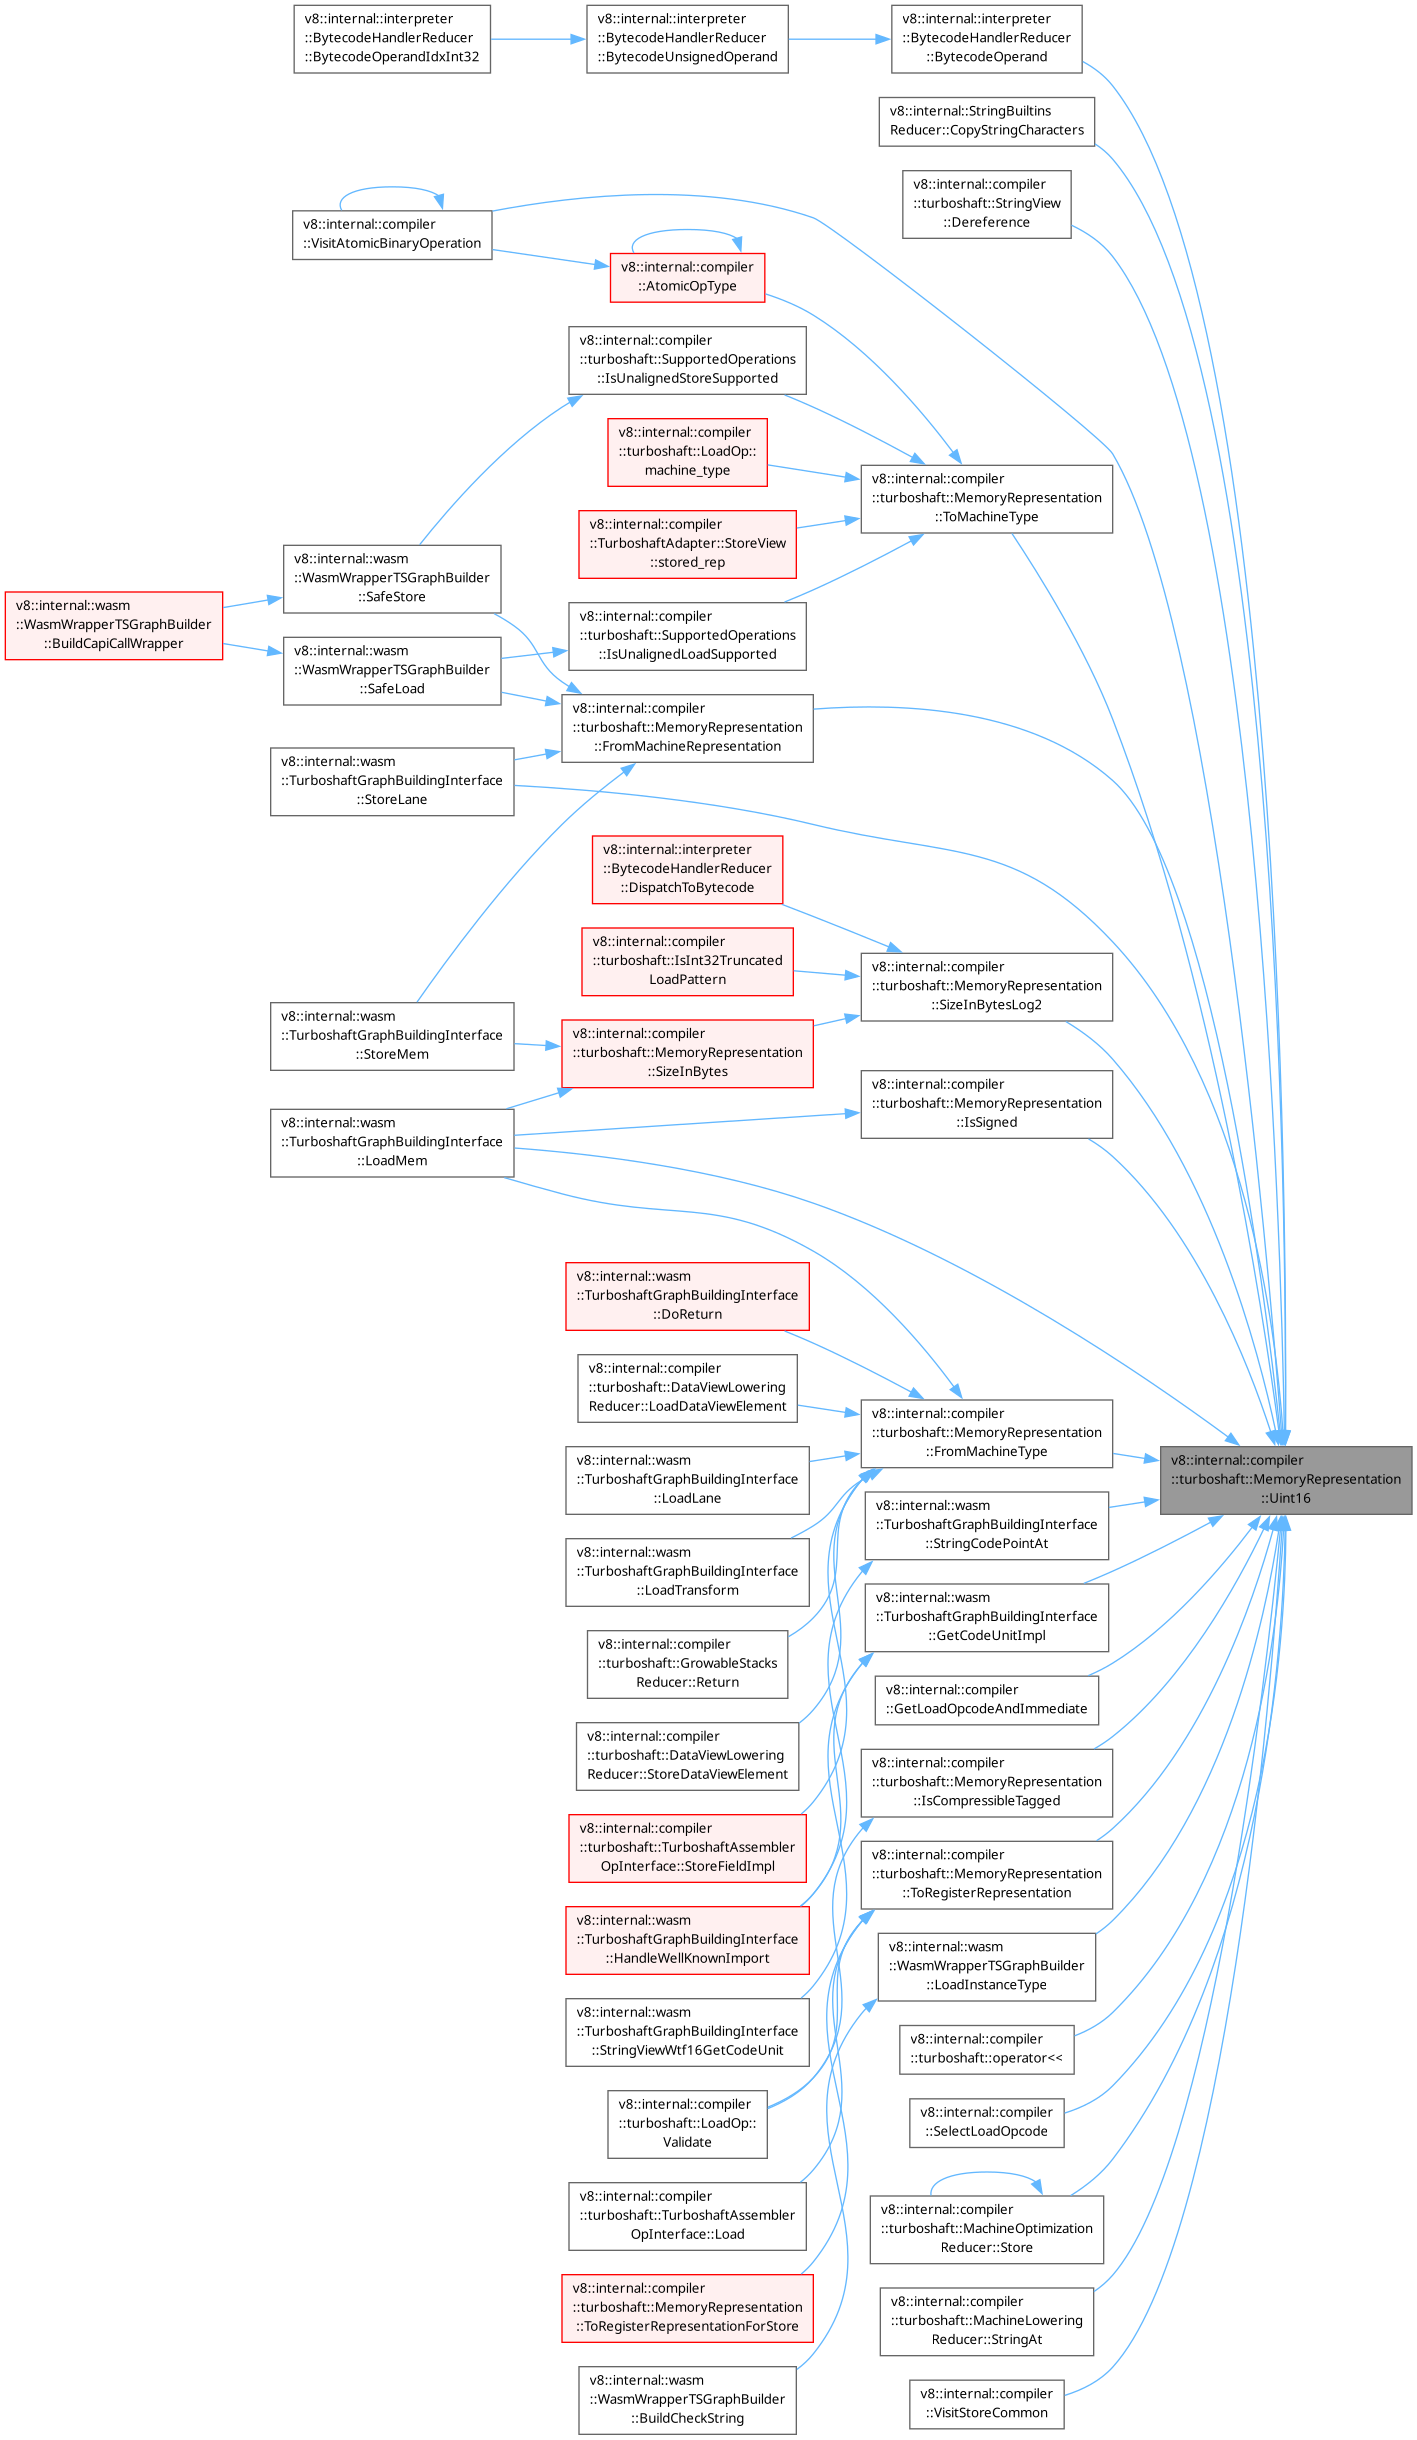 v8::internal::interpreter
::BytecodeHandlerReducer
::BytecodeOperandIdxInt32
v8::internal::interpreter
::BytecodeHandlerReducer
::BytecodeUnsignedOperand
v8::internal::interpreter
::BytecodeHandlerReducer
::BytecodeOperand
v8::internal::StringBuiltins
Reducer::CopyStringCharacters
v8::internal::compiler
::turboshaft::StringView
::Dereference
v8::internal::compiler
::VisitAtomicBinaryOperation
v8::internal::compiler
::AtomicOpType
v8::internal::compiler
::turboshaft::SupportedOperations
::IsUnalignedStoreSupported
v8::internal::compiler
::turboshaft::LoadOp::
machine_type
v8::internal::compiler
::turboshaft::MemoryRepresentation
::ToMachineType
v8::internal::compiler
::TurboshaftAdapter::StoreView
::stored_rep
v8::internal::wasm
::WasmWrapperTSGraphBuilder
::SafeStore
v8::internal::wasm
::WasmWrapperTSGraphBuilder
::BuildCapiCallWrapper
v8::internal::compiler
::turboshaft::SupportedOperations
::IsUnalignedLoadSupported
v8::internal::wasm
::WasmWrapperTSGraphBuilder
::SafeLoad
v8::internal::compiler
::turboshaft::MemoryRepresentation
::FromMachineRepresentation
v8::internal::wasm
::TurboshaftGraphBuildingInterface
::StoreLane
v8::internal::interpreter
::BytecodeHandlerReducer
::DispatchToBytecode
v8::internal::compiler
::turboshaft::IsInt32Truncated
LoadPattern
v8::internal::compiler
::turboshaft::MemoryRepresentation
::SizeInBytesLog2
v8::internal::wasm
::TurboshaftGraphBuildingInterface
::StoreMem
v8::internal::compiler
::turboshaft::MemoryRepresentation
::SizeInBytes
v8::internal::compiler
::turboshaft::MemoryRepresentation
::IsSigned
v8::internal::wasm
::TurboshaftGraphBuildingInterface
::LoadMem
v8::internal::wasm
::TurboshaftGraphBuildingInterface
::DoReturn
v8::internal::compiler
::turboshaft::DataViewLowering
Reducer::LoadDataViewElement
v8::internal::compiler
::turboshaft::MemoryRepresentation
::FromMachineType
v8::internal::wasm
::TurboshaftGraphBuildingInterface
::LoadLane
v8::internal::compiler
::turboshaft::MemoryRepresentation
::Uint16
v8::internal::wasm
::TurboshaftGraphBuildingInterface
::StringCodePointAt
v8::internal::wasm
::TurboshaftGraphBuildingInterface
::LoadTransform
v8::internal::wasm
::TurboshaftGraphBuildingInterface
::GetCodeUnitImpl
v8::internal::compiler
::turboshaft::GrowableStacks
Reducer::Return
v8::internal::compiler
::GetLoadOpcodeAndImmediate
v8::internal::compiler
::turboshaft::DataViewLowering
Reducer::StoreDataViewElement
v8::internal::compiler
::turboshaft::MemoryRepresentation
::IsCompressibleTagged
v8::internal::compiler
::turboshaft::TurboshaftAssembler
OpInterface::StoreFieldImpl
v8::internal::compiler
::turboshaft::MemoryRepresentation
::ToRegisterRepresentation
v8::internal::wasm
::TurboshaftGraphBuildingInterface
::HandleWellKnownImport
v8::internal::wasm
::WasmWrapperTSGraphBuilder
::LoadInstanceType
v8::internal::wasm
::TurboshaftGraphBuildingInterface
::StringViewWtf16GetCodeUnit
v8::internal::compiler
::turboshaft::operator<<
v8::internal::compiler
::turboshaft::LoadOp::
Validate
v8::internal::compiler
::SelectLoadOpcode
v8::internal::compiler
::turboshaft::TurboshaftAssembler
OpInterface::Load
v8::internal::compiler
::turboshaft::MachineOptimization
Reducer::Store
v8::internal::compiler
::turboshaft::MemoryRepresentation
::ToRegisterRepresentationForStore
v8::internal::compiler
::turboshaft::MachineLowering
Reducer::StringAt
v8::internal::wasm
::WasmWrapperTSGraphBuilder
::BuildCheckString
v8::internal::compiler
::VisitStoreCommon